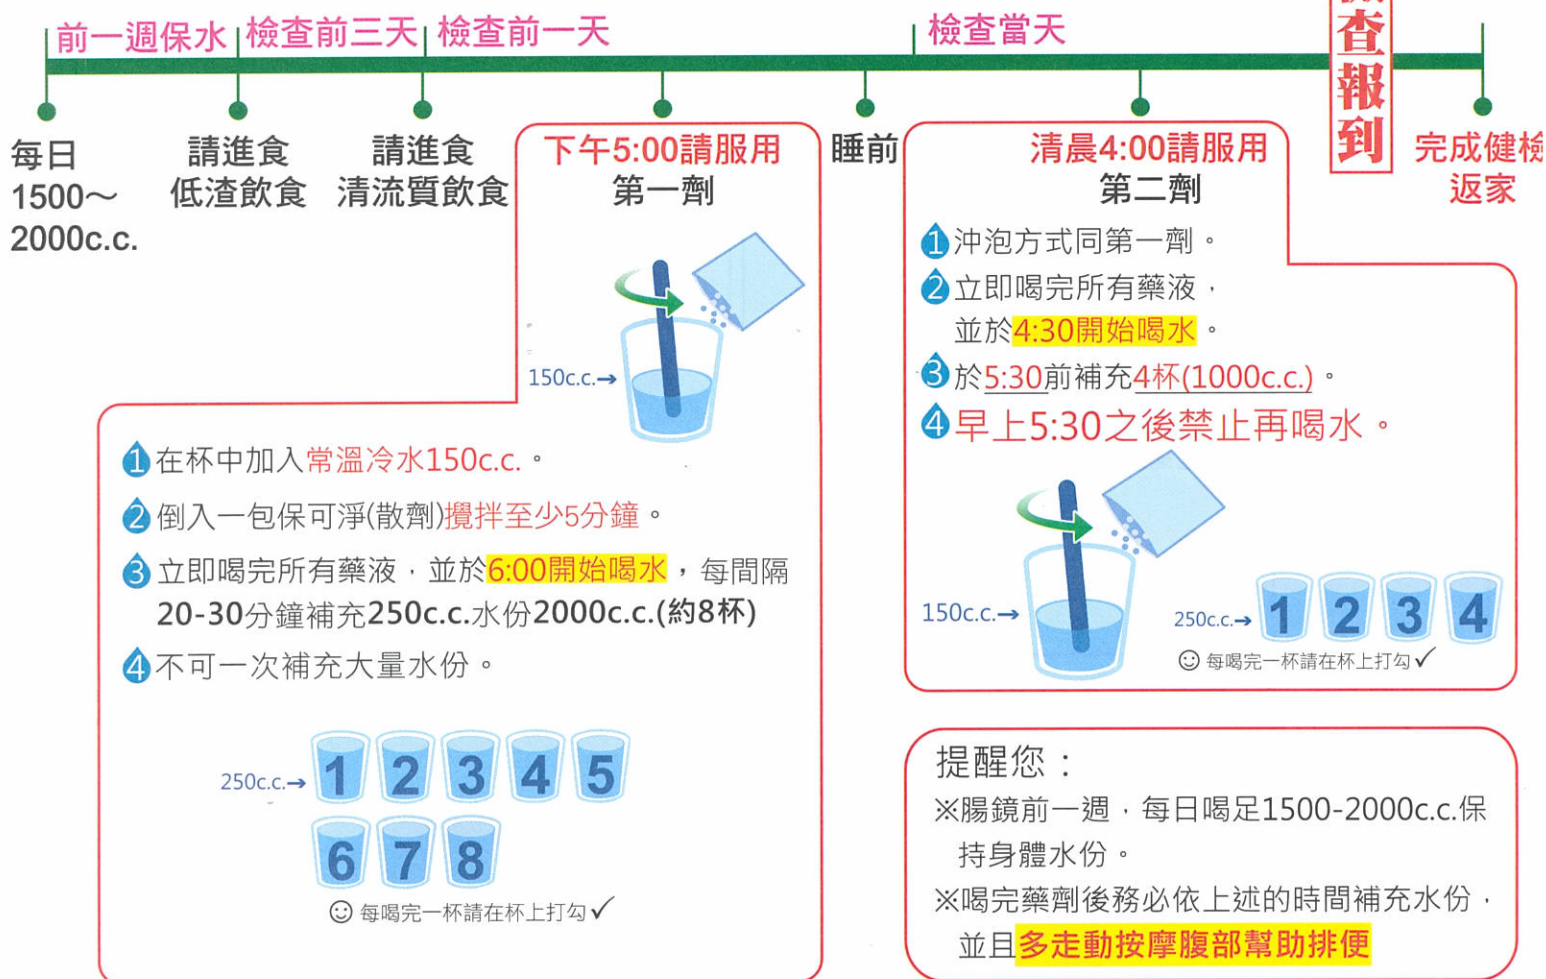 前一週保水
檢查前三天
檢查前一天
檢查當天
查報到
每日
1500～
2000c.c.
請進食
低渣飲食
請進食
清流質飲食
下午5:00請服用
第一劑
150c.c.→
1 在杯中加入常溫冷水150c.c.。
2 倒入一包保可淨(散劑)攪拌至少5分鐘。
3 立即喝完所有藥液，並於6:00開始喝水，每間隔
20-30分鐘補充250c.c.水份2000c.c.(約8杯)
4 不可一次補充大量水份。
250c.c.→ 1 2 3 4 5
6 7 8
每喝完一杯請在杯上打勾✓
睡前
清晨4:00請服用
第二劑
1 沖泡方式同第一劑。
2 立即喝完所有藥液，
並於4:30開始喝水。
3 於5:30前補充4杯(1000c.c.)。
4 早上5:30之後禁止再喝水。
150c.c.→
250c.c.→ 1 2 3 4
每喝完一杯請在杯上打勾✓
完成健檢
返家
提醒您：
※腸鏡前一週，每日喝足1500-2000c.c.保
持身體水份。
※喝完藥劑後務必依上述的時間補充水份，
並且多走動按摩腹部幫助排便